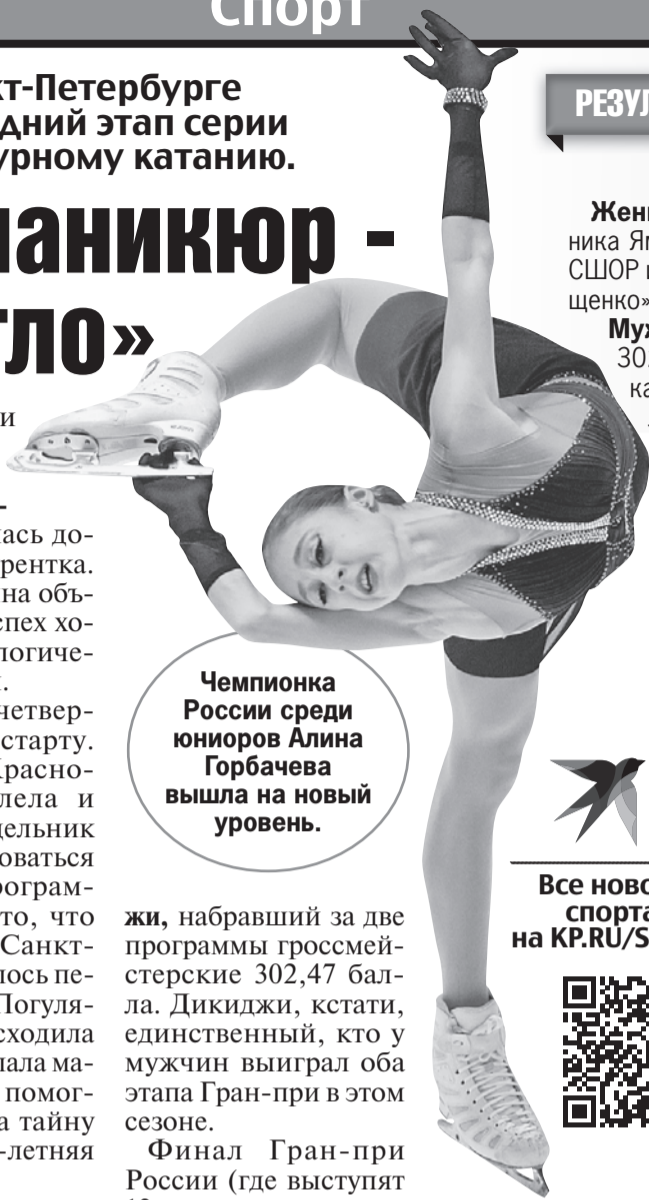 Спорт
кт-Петербурге
дний этап серии
урному катанию.
маникюр -
гло»
и
лась до-
рентка.
на объ-
спех хо-
логиче-
четвер-
старту.
Красно-
лела и
дельник
оваться
рограм-
то, что
Санкт-
лось пе-
Погуля-
сходила
лала ма-
помог-
а тайну
-летняя
Чемпионка
России среди
юниоров Алина
Горбачева
вышла на новый
уровень.
жи, набравший за две
программы гроссмей-
стерские 302,47 бал-
ла. Дикиджи, кстати,
единственный, кто у
мужчин выиграл оба
этапа Гран-при в этом
сезоне.
Финал Гран-при
России (где выступят
РЕЗУЛ
Жен
ника Ям
СШОР
щенко»
Муж
30
ка
Все ново
спорта
на KP.RU/S